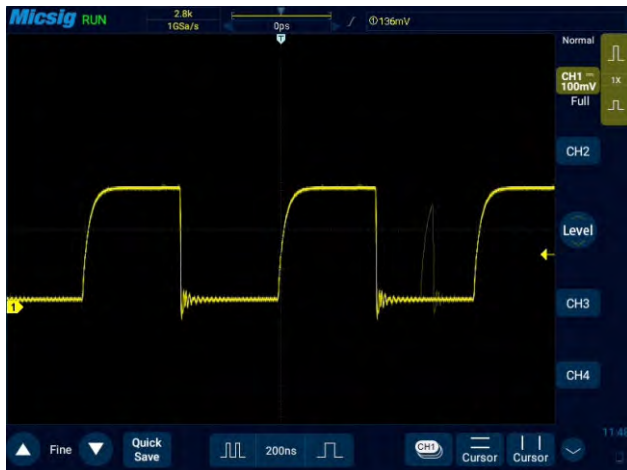 Micsig RUN
2.8k
1GSa/s
0ps
T
①136mV
Normal
CH1
100mV
Full
1X
CH2
Level
1
CH3
CH4
Fine
Quick
Save
200ns
CH1
Cursor
Cursor